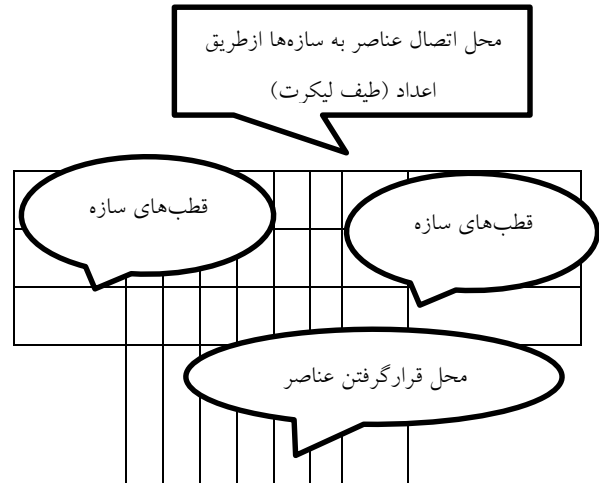 محل اتصال عناصر به سازه‌ها ازطریق
اعداد (طیف لیکرت)
قطب‌های سازه
قطب‌های سازه
محل قرارگرفتن عناصر